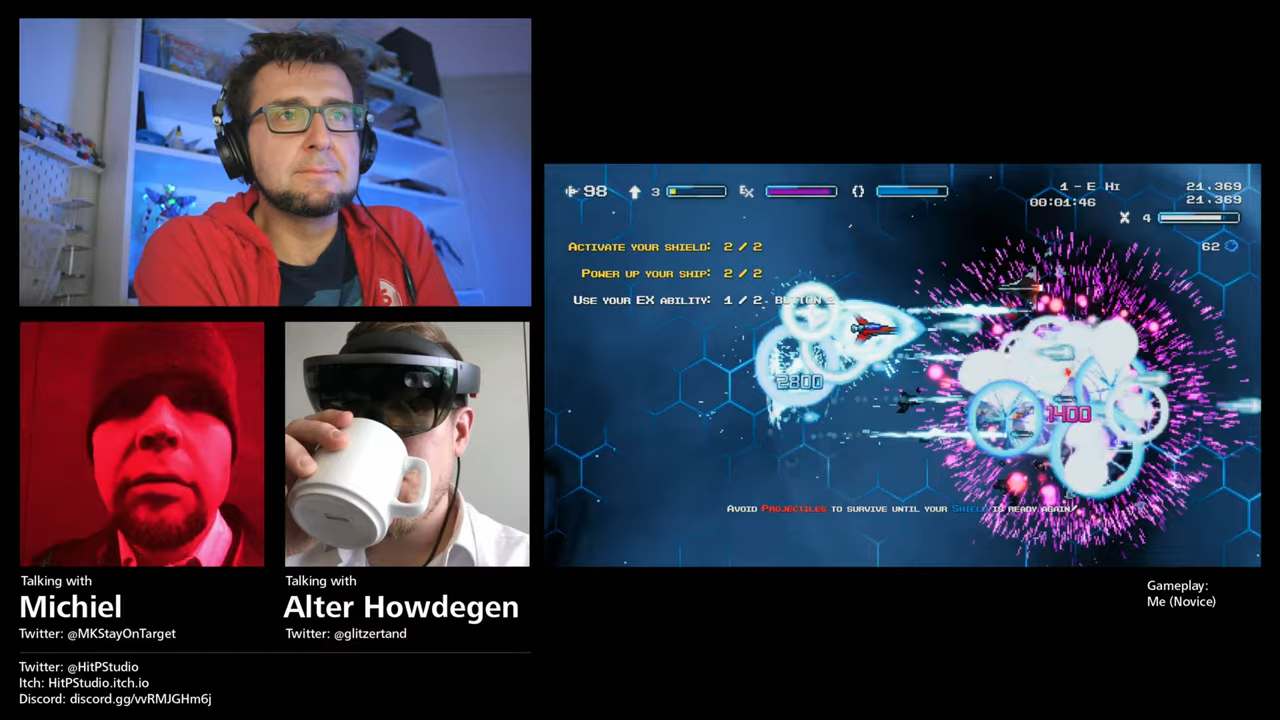 98
3
Ex
1 - E Hi
21,369
00:01:46
21,369
X 4
62
Activate your shield: 2 / 2
Power up your ship: 2 / 2
Use your EX ability: 1 / 2 Button
2800
1400
Avoid Projectiles to survive until your Shield is ready again!
Talking with
Michiel
Twitter: @MKStayOnTarget
Talking with
Alter Howdegen
Twitter: @glitzertand
Twitter: @HitPStudio
Itch: HitPStudio.itch.io
Discord: discord.gg/vvRMJGHm6j
Gameplay:
Me (Novice)